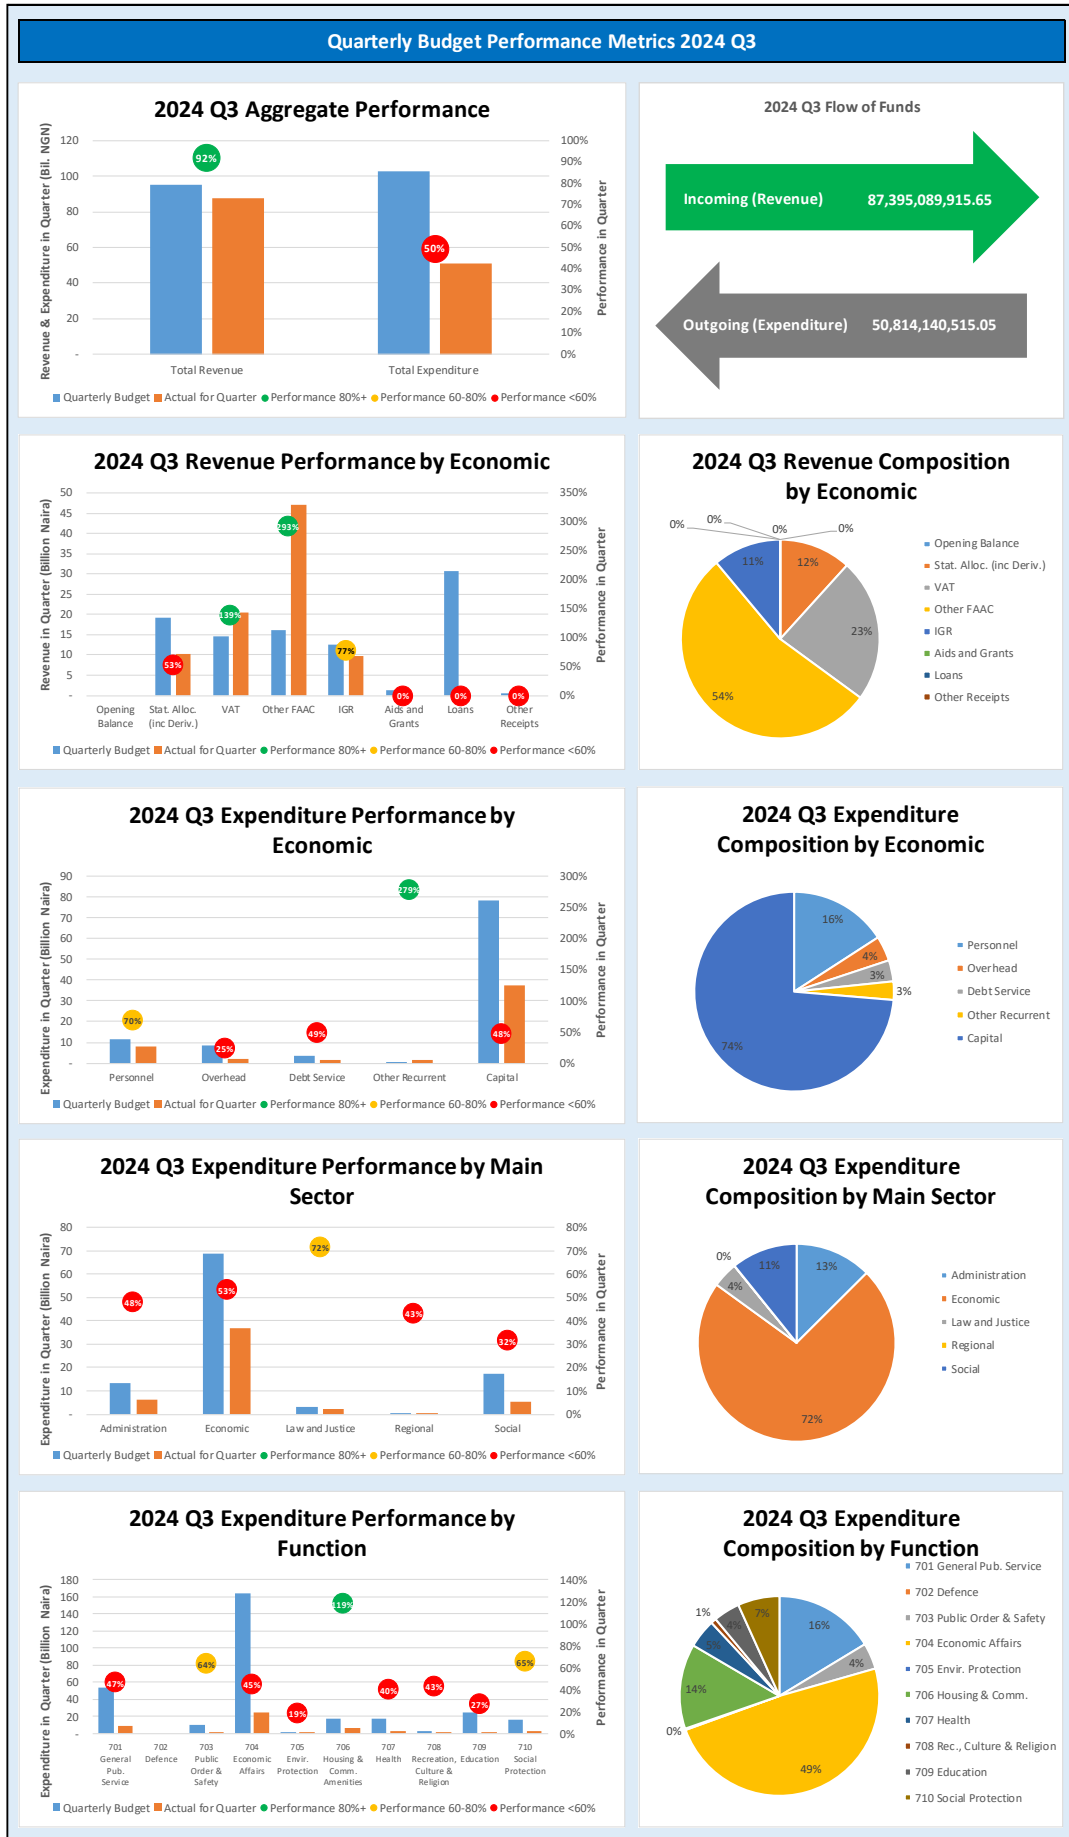 Quarterly Budget Performance Metrics 2024 Q3
2024 Q3 Aggregate Performance
Revenue & Expenditure in Quarter (Bil. NGN)
120
100
80
60
40
20
-
100%
90%
80%
70%
60%
50%
40%
30%
20%
10%
0%
Performance in Quarter
92%
50%
Total Revenue
Total Expenditure
Quarterly Budget
Actual for Quarter
Performance 80%+
Performance 60-80%
Performance <60%
2024 Q3 Flow of Funds
Incoming (Revenue) 87,395,089,915.65
Outgoing (Expenditure) 50,814,140,515.05
2024 Q3 Revenue Performance by Economic
Revenue in Quarter (Billion Naira)
50
45
40
35
30
25
20
15
10
5
-
350%
300%
250%
200%
150%
100%
50%
0%
Performance in Quarter
53%
139%
293%
77%
0%
0%
0%
Opening
Balance
Stat. Alloc.
(inc Deriv.)
VAT
Other FAAC
IGR
Aids and
Grants
Loans
Other
Receipts
Quarterly Budget
Actual for Quarter
Performance 80%+
Performance 60-80%
Performance <60%
2024 Q3 Revenue Composition
by Economic
0%
0%
0%
0%
11%
12%
23%
54%
Opening Balance
Stat. Alloc. (inc Deriv.)
VAT
Other FAAC
IGR
Aids and Grants
Loans
Other Receipts
2024 Q3 Expenditure Performance by
Economic
Expenditure in Quarter (Billion Naira)
90
80
70
60
50
40
30
20
10
-
300%
250%
200%
150%
100%
50%
0%
Performance in Quarter
70%
25%
49%
279%
48%
Personnel
Overhead
Debt Service
Other Recurrent
Capital
Quarterly Budget
Actual for Quarter
Performance 80%+
Performance 60-80%
Performance <60%
2024 Q3 Expenditure
Composition by Economic
16%
4%
3%
3%
74%
Personnel
Overhead
Debt Service
Other Recurrent
Capital
2024 Q3 Expenditure Performance by Main
Sector
Expenditure in Quarter (Billion Naira)
80
70
60
50
40
30
20
10
-
80%
70%
60%
50%
40%
30%
20%
10%
0%
Performance in Quarter
48%
53%
72%
43%
32%
Administration
Economic
Law and Justice
Regional
Social
Quarterly Budget
Actual for Quarter
Performance 80%+
Performance 60-80%
Performance <60%
2024 Q3 Expenditure
Composition by Main Sector
0%
4%
11%
13%
72%
Administration
Economic
Law and Justice
Regional
Social
2024 Q3 Expenditure Performance by
Function
Expenditure in Quarter (Billion Naira)
180
160
140
120
100
80
60
40
20
-
140%
120%
100%
80%
60%
40%
20%
0%
Performance in Quarter
47%
64%
45%
19%
119%
40%
43%
27%
65%
701
General
Pub.
Service
702
Defence
703
Public
Order &
Safety
704
Economic
Affairs
705
Envir.
Protection
706
Housing &
Comm.
Amenities
707
Health
708
Recreation,
Culture &
Religion
709
Education
710
Social
Protection
Quarterly Budget
Actual for Quarter
Performance 80%+
Performance 60-80%
Performance <60%
2024 Q3 Expenditure
Composition by Function
1%
5%
4%
7%
16%
4%
14%
0%
49%
701 General Pub. Service
702 Defence
703 Public Order & Safety
704 Economic Affairs
705 Envir. Protection
706 Housing & Comm.
707 Health
708 Rec., Culture & Religion
709 Education
710 Social Protection